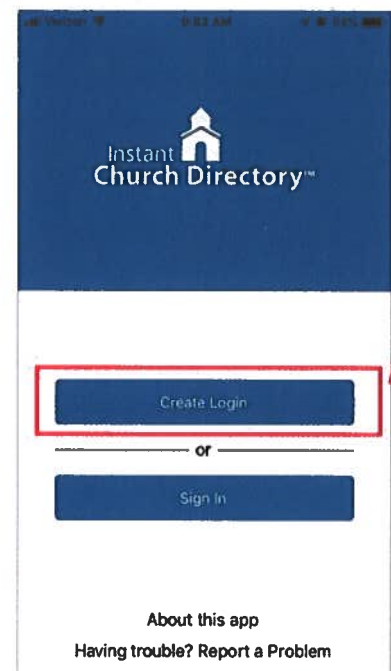 Instant
Church Directory™
Create Login
or
Sign In
About this app
Having trouble? Report a Problem